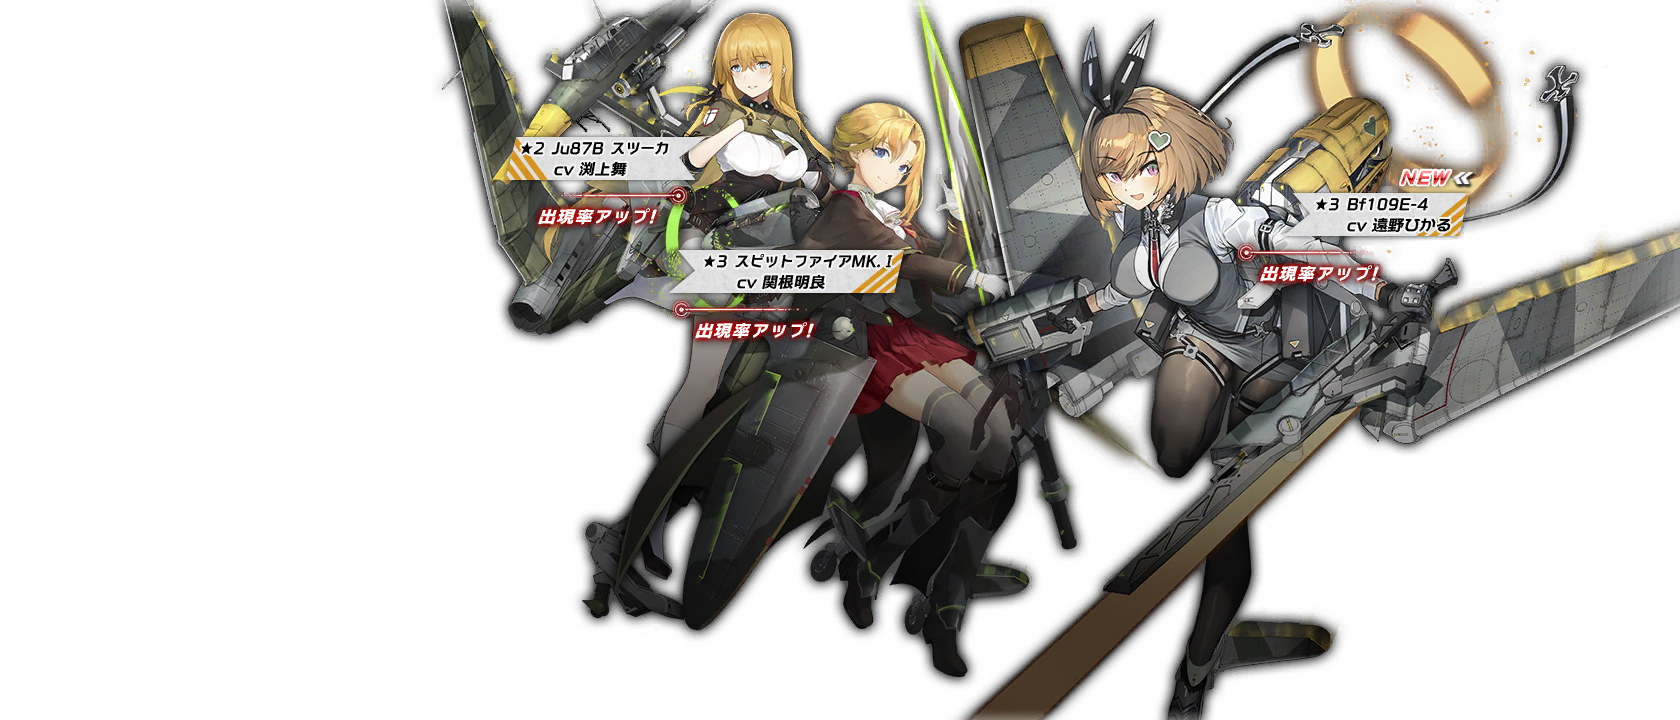 ★2 Ju87B スツーカ
cv 渕上舞
出現率アップ!
★3 スピットファイアMK.I
cv 関根明良
出現率アップ!
NEW «
★3 Bf109E-4
cv 遠野ひかる
出現率アップ!